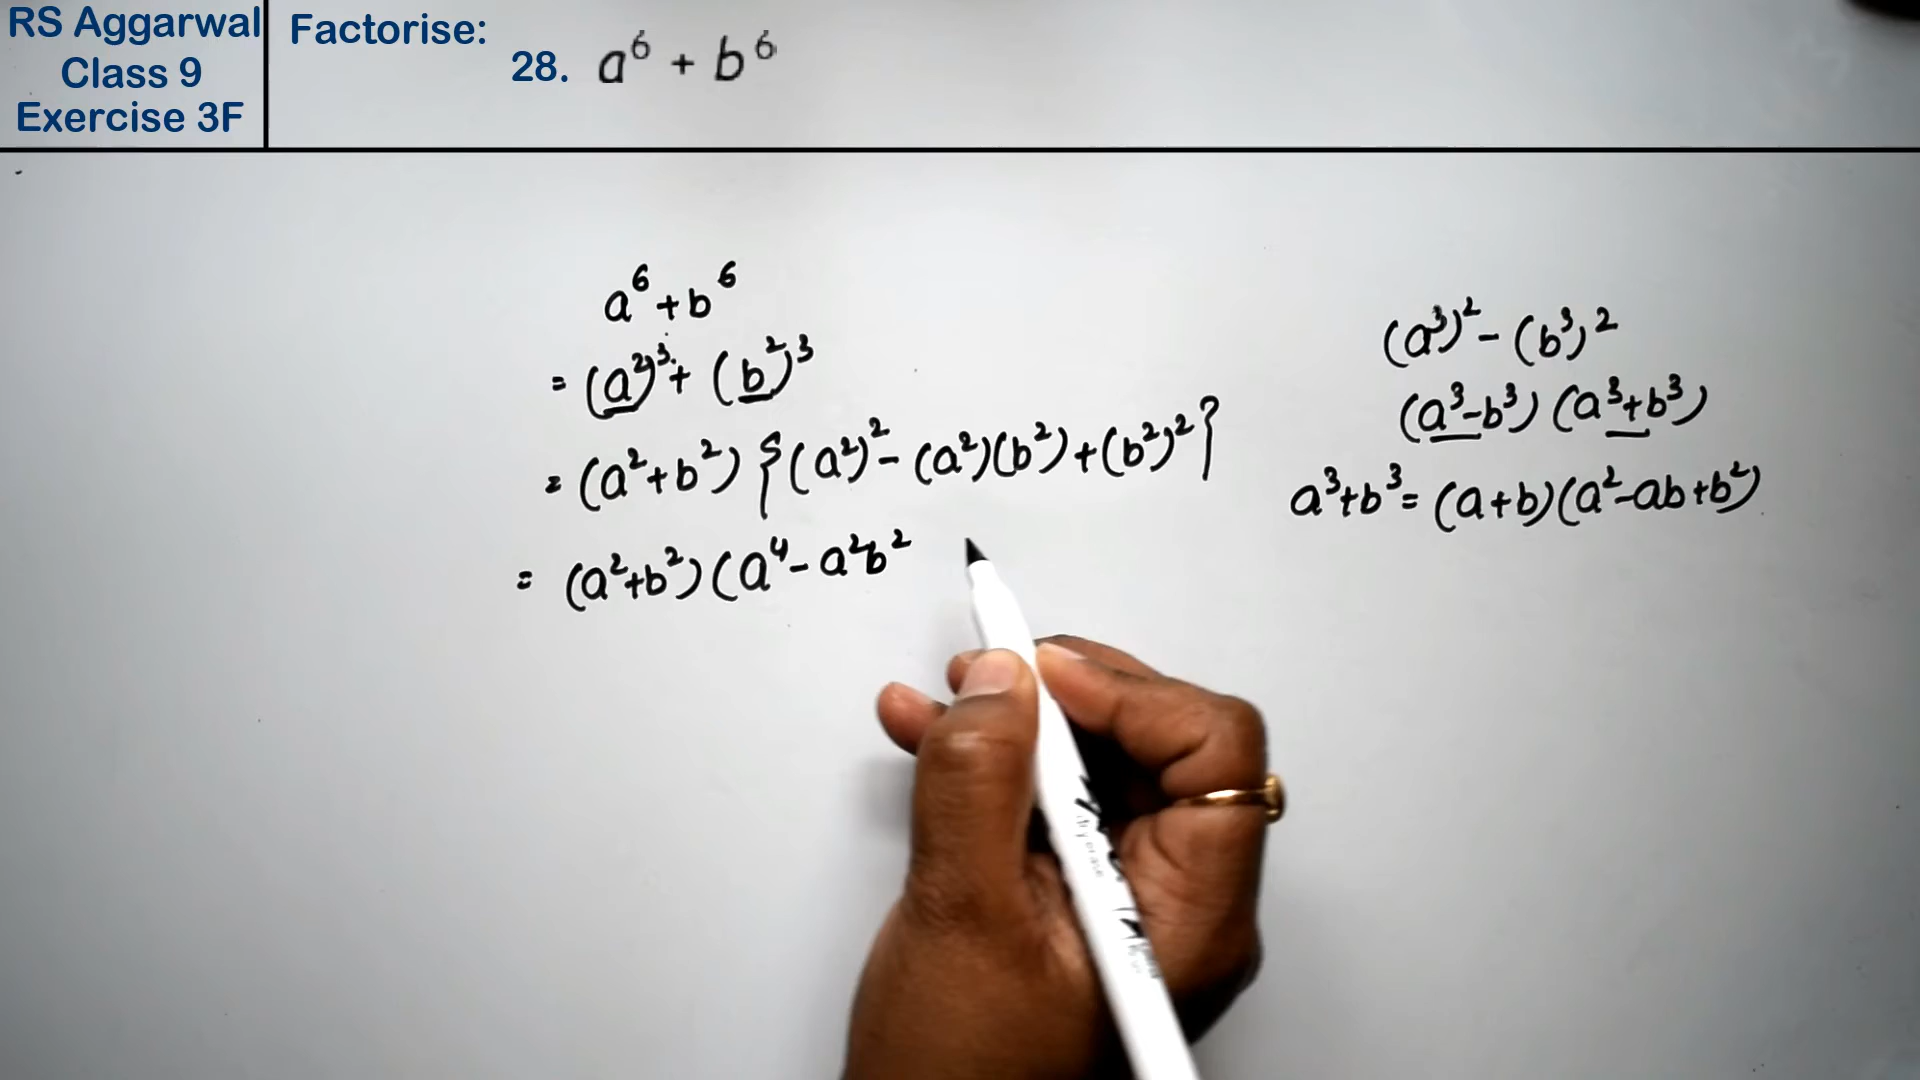 RS Aggarwal
Class 9
Exercise 3F
Factorise:
28. a⁶ + b⁶
a⁶+b⁶
= (a²)³+ (b²)³
= (a²+b²) {(a²)²- (a²)(b²)+(b²)²}
= (a²+b²)(a⁴- a²b²
(a³)²- (b³)²
(a³-b³) (a³+b³)
a³+b³= (a+b)(a²-ab+b²)